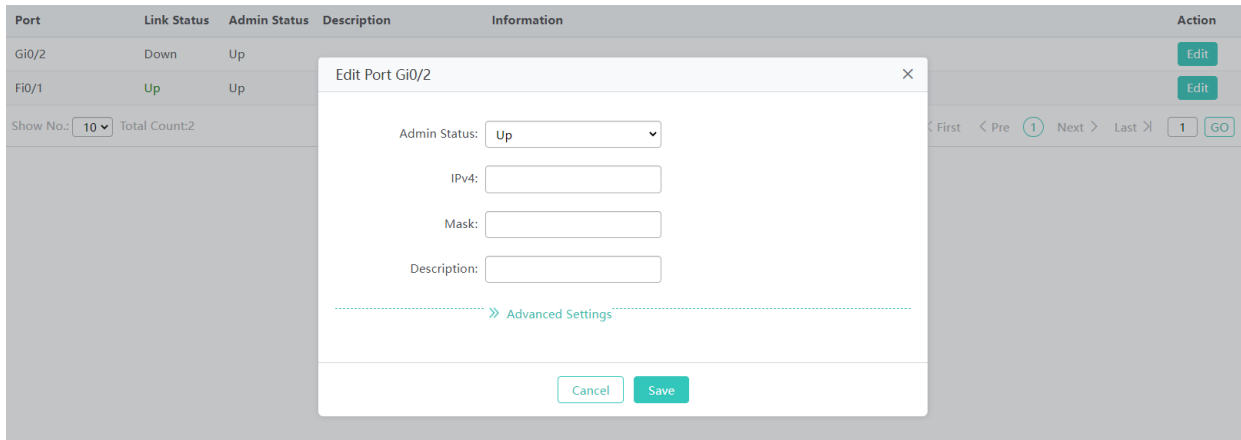 Port Link Status Admin Status Description Information Action
Gi0/2 Down Up Edit
Edit Port Gi0/2
Fi0/1 Up Up Edit
Show No.: 10 Total Count:2 First Pre 1 Next Last 1 GO
Admin Status: Up
IPv4:
Mask:
Description:
Advanced Settings
Cancel Save